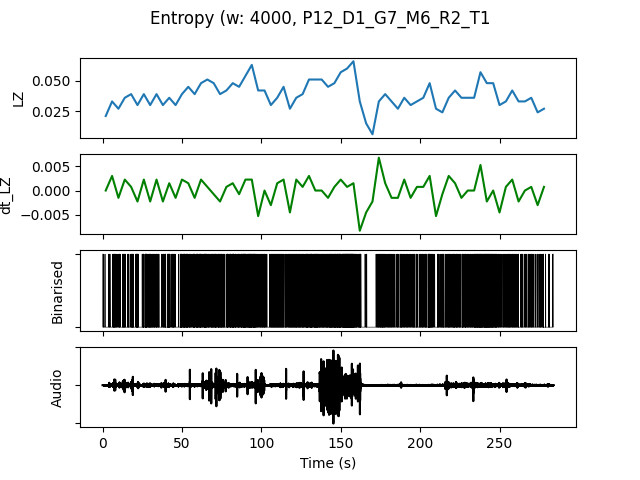 Entropy (w: 4000, P12_D1_G7_M6_R2_T1
LZ
0.050
0.025
dt_LZ
0.005
0.000
−0.005
Binarised
Audio
0
50
100
150
200
250
Time (s)